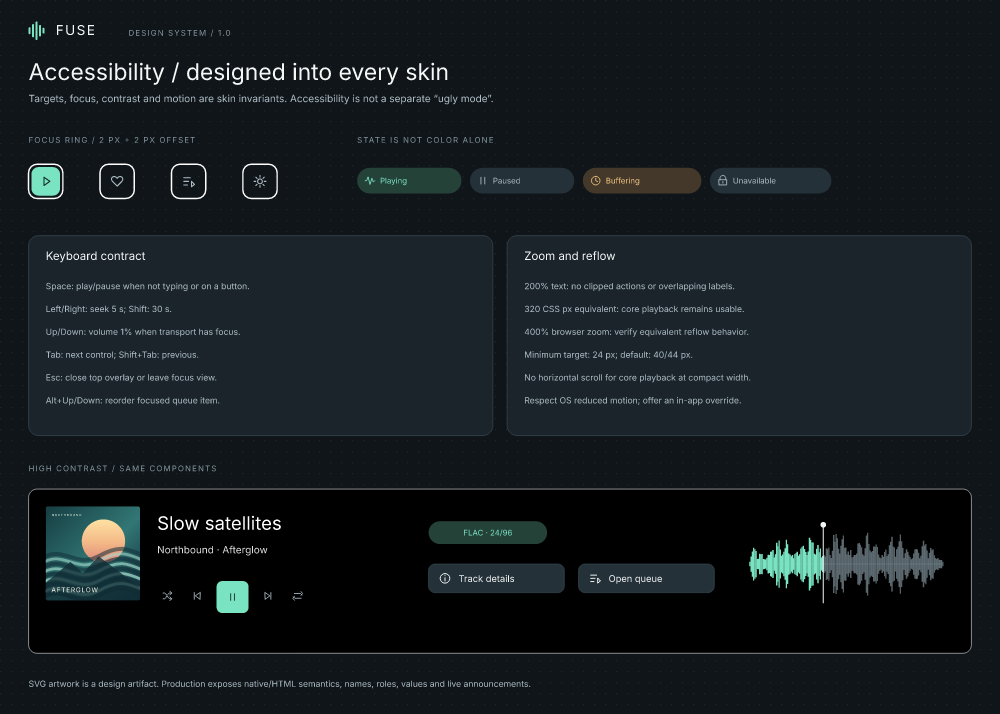 FUSE
DESIGN SYSTEM / 1.0
Accessibility / designed into every skin
Targets, focus, contrast and motion are skin invariants. Accessibility is not a separate “ugly mode”.
FOCUS RING / 2 PX + 2 PX OFFSET
STATE IS NOT COLOR ALONE
Playing
Paused
Buffering
Unavailable
Keyboard contract
Space: play/pause when not typing or on a button.
Left/Right: seek 5 s; Shift: 30 s.
Up/Down: volume 1% when transport has focus.
Tab: next control; Shift+Tab: previous.
Esc: close top overlay or leave focus view.
Alt+Up/Down: reorder focused queue item.
Zoom and reflow
200% text: no clipped actions or overlapping labels.
320 CSS px equivalent: core playback remains usable.
400% browser zoom: verify equivalent reflow behavior.
Minimum target: 24 px; default: 40/44 px.
No horizontal scroll for core playback at compact width.
Respect OS reduced motion; offer an in-app override.
HIGH CONTRAST / SAME COMPONENTS
NORTHBOUND
AFTERGLOW
Slow satellites
Northbound · Afterglow
FLAC · 24/96
Track details
Open queue
SVG artwork is a design artifact. Production exposes native/HTML semantics, names, roles, values and live announcements.